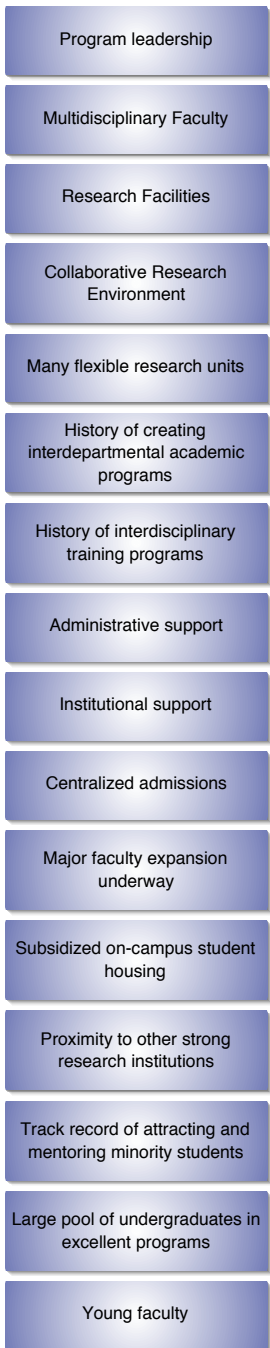 Program leadership
Multidisciplinary Faculty
Research Facilities
Collaborative Research
Environment
Many flexible research units
History of creating
interdepartmental academic
programs
History of interdisciplinary
training programs
Administrative support
Institutional support
Centralized admissions
Major faculty expansion
underway
Subsidized on-campus student
housing
Proximity to other strong
research institutions
Track record of attracting and
mentoring minority students
Large pool of undergraduates in
excellent programs
Young faculty